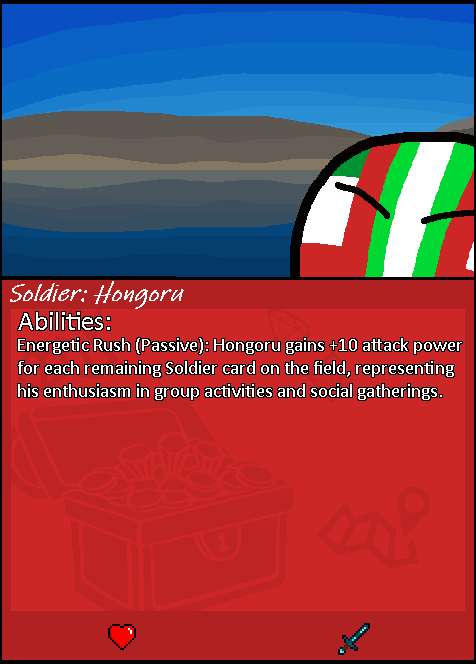 Soldier: Hongoru
Abilities:
Energetic Rush (Passive): Hongoru gains +10 attack power
for each remaining Soldier card on the field, representing
his enthusiasm in group activities and social gatherings.